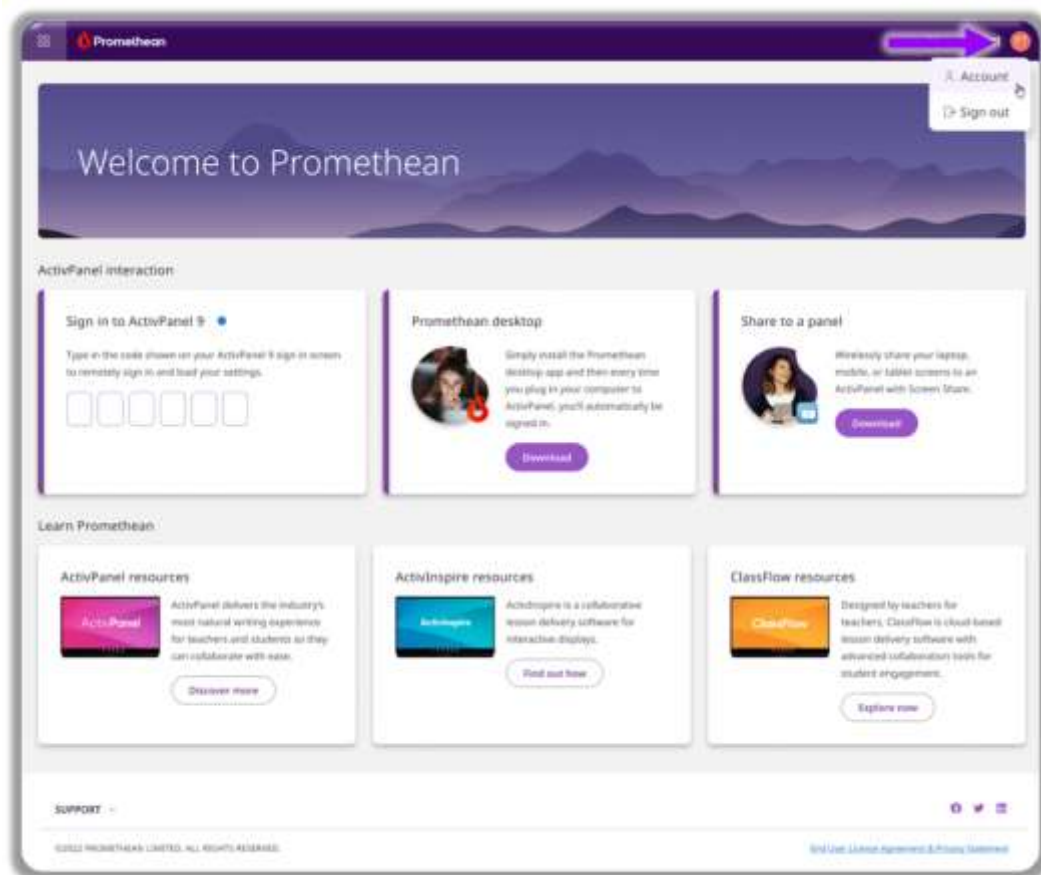 Promethean
Account
Sign out
Welcome to Promethean
ActivPanel interaction
Sign in to ActivPanel 9
Type in the code shown on your ActivPanel 9 sign in screen
to remotely sign in and load your settings.
Promethean desktop
Simply install the Promethean
desktop app and then every time
you plug in your computer to
ActivPanel, you'll automatically be
signed in.
Download
Share to a panel
Wirelessly share your laptop,
mobile, or tablet screens to an
ActivPanel with Screen Share.
Download
Learn Promethean
ActivPanel resources
ActivPanel
ActivPanel delivers the industry's
most natural writing experience
for teachers and students so they
can collaborate with ease.
Discover more
ActivInspire resources
ActivInspire
ActivInspire is a collaborative
lesson delivery software for
interactive displays.
Find out how
ClassFlow resources
ClassFlow
Designed by teachers for
teachers, ClassFlow is cloud-based
lesson delivery software with
advanced collaboration tools for
student engagement.
Explore now
SUPPORT
©2022 PROMETHEAN LIMITED. ALL RIGHTS RESERVED.
End User License Agreement & Privacy Statement